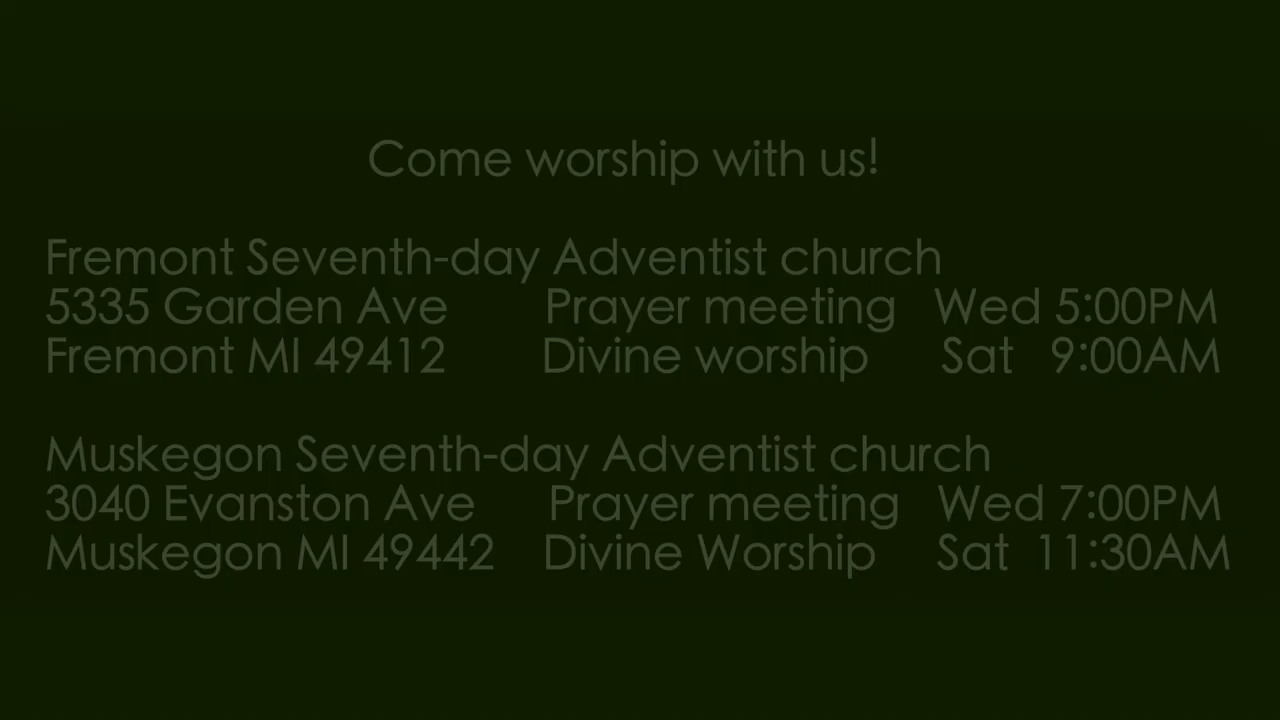 Come worship with us!
Fremont Seventh-day Adventist church
5335 Garden Ave Prayer meeting Wed 5:00PM
Fremont MI 49412 Divine worship Sat 9:00AM
Muskegon Seventh-day Adventist church
3040 Evanston Ave Prayer meeting Wed 7:00PM
Muskegon MI 49442 Divine Worship Sat 11:30AM